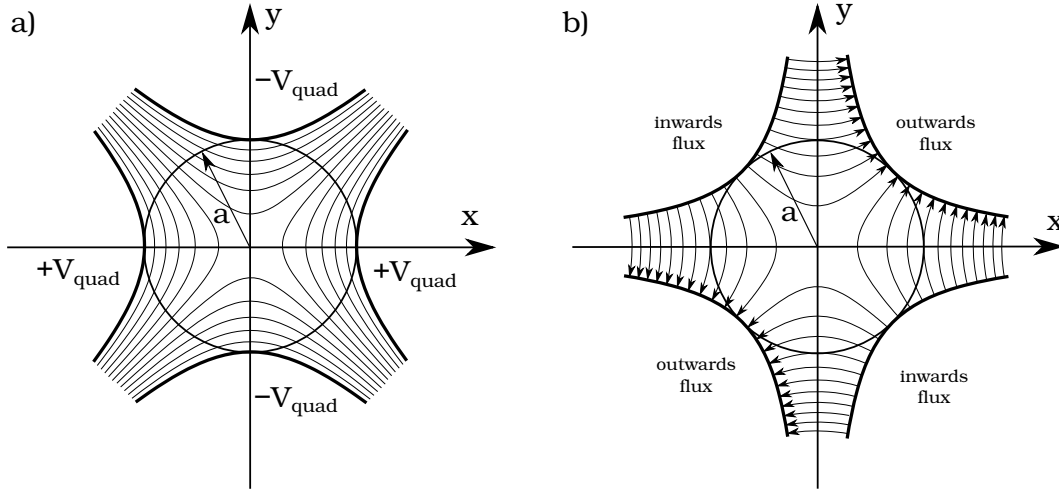 a)
y
−V_quad
a
x
+V_quad
+V_quad
−V_quad
b)
y
inwards
flux
outwards
flux
a
x
outwards
flux
inwards
flux